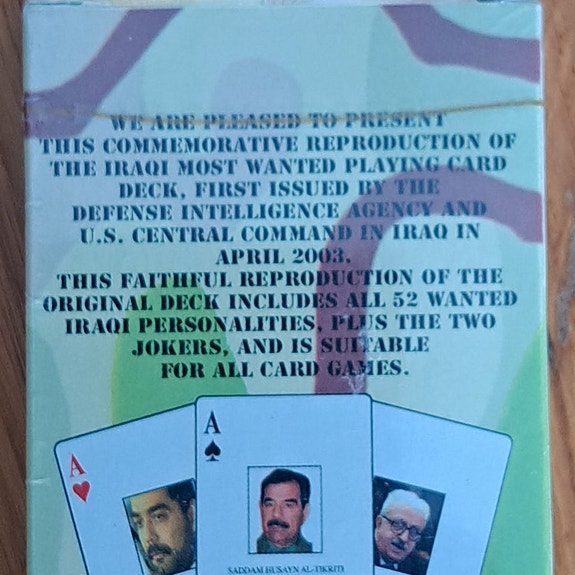 WE ARE PLEASED TO PRESENT
THIS COMMEMORATIVE REPRODUCTION OF
THE IRAQI MOST WANTED PLAYING CARD
DECK, FIRST ISSUED BY THE
DEFENSE INTELLIGENCE AGENCY AND
U.S. CENTRAL COMMAND IN IRAQ IN
APRIL 2003.
THIS FAITHFUL REPRODUCTION OF THE
ORIGINAL DECK INCLUDES ALL 52 WANTED
IRAQI PERSONALITIES, PLUS THE TWO
JOKERS, AND IS SUITABLE
FOR ALL CARD GAMES.
A
A
SADDAM HUSAYN AL-TIKRITI